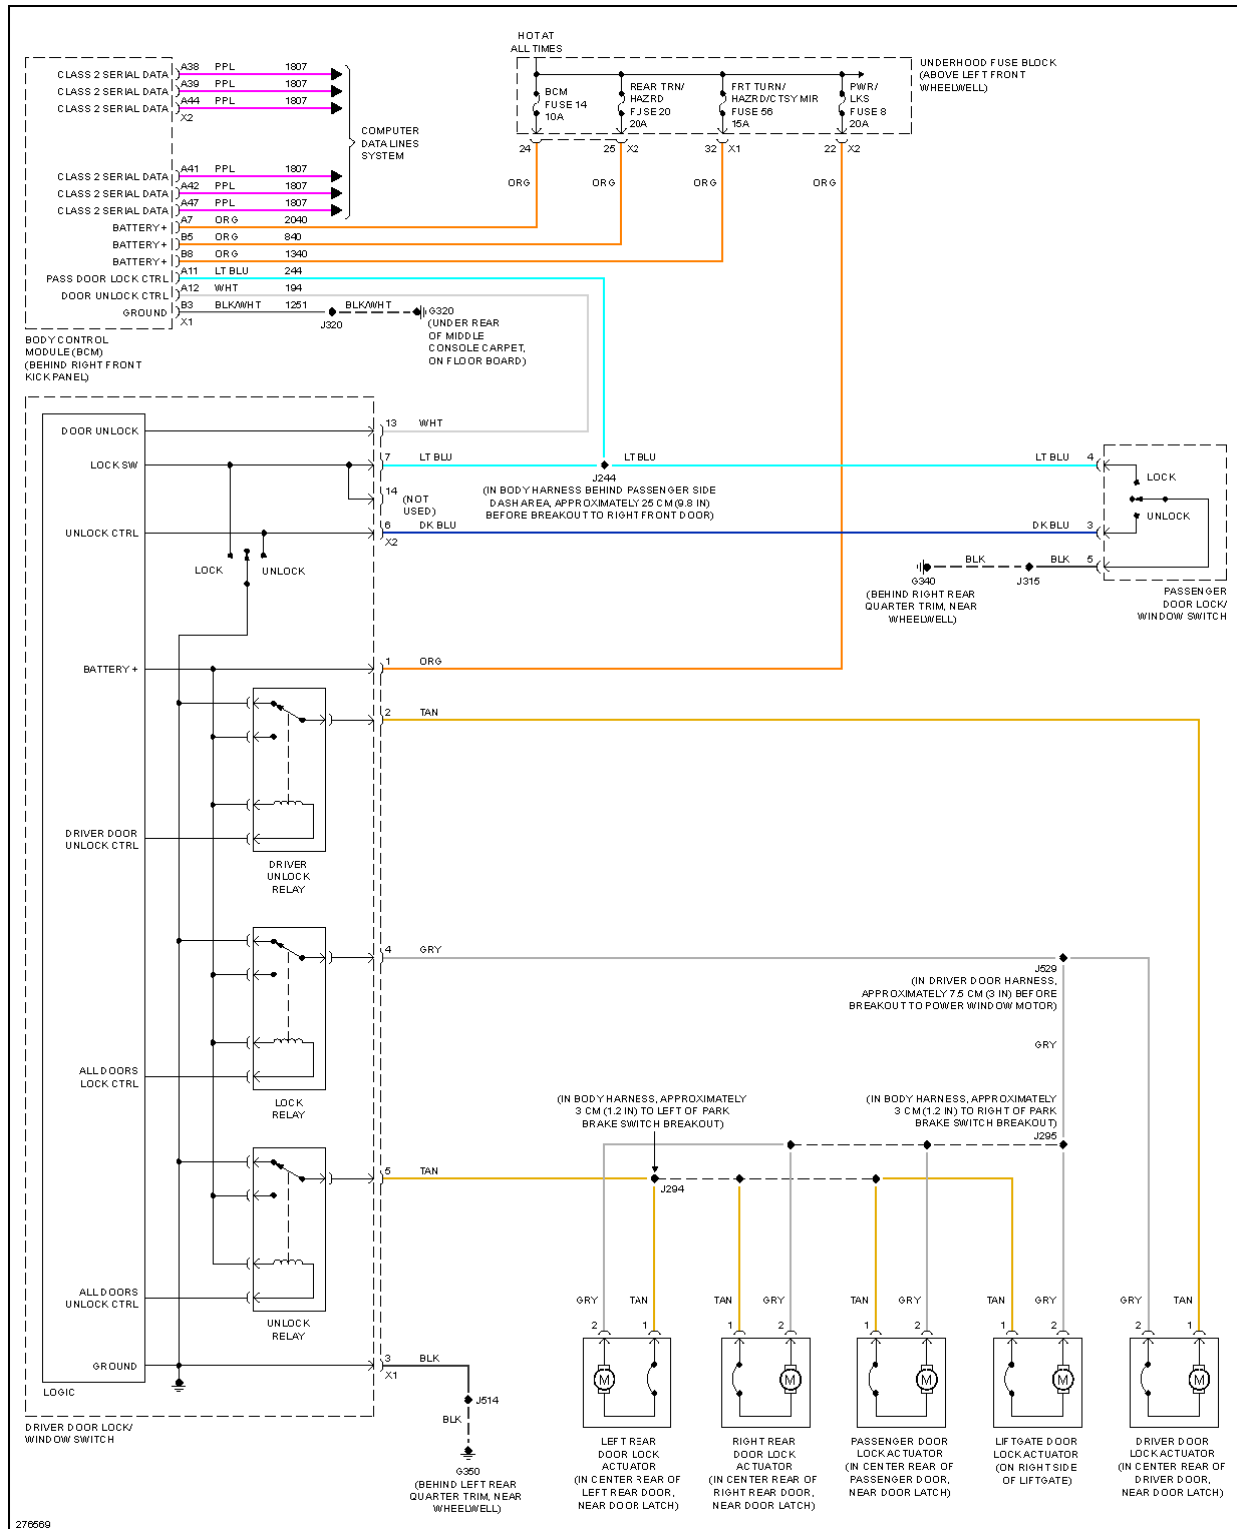 HOT AT
ALL TIMES
UNDERHOOD FUSE BLOCK
(ABOVE LEFT FRONT
WHEELWELL)
BCM
FUSE 14
10A
REAR TRN/
HAZRD
FUSE 20
20A
FRT TURN/
HAZRD/CTSY MIR
FUSE 56
15A
PWR/
LKS
FUSE 8
20A
24
25 X2
32 X1
22 X2
ORG
ORG
ORG
ORG
CLASS 2 SERIAL DATA A38 PPL 1807
CLASS 2 SERIAL DATA A39 PPL 1807
CLASS 2 SERIAL DATA A44 PPL 1807
X2
COMPUTER
DATA LINES
SYSTEM
CLASS 2 SERIAL DATA A41 PPL 1807
CLASS 2 SERIAL DATA A42 PPL 1807
CLASS 2 SERIAL DATA A47 PPL 1807
BATTERY+ A7 ORG 2040
BATTERY+ B5 ORG 840
BATTERY+ B8 ORG 1340
PASS DOOR LOCK CTRL A11 LT BLU 244
DOOR UNLOCK CTRL A12 WHT 194
GROUND B3 BLK/WHT 1251 BLK/WHT
X1
J320
G320
(UNDER REAR
OF MIDDLE
CONSOLE CARPET,
ON FLOOR BOARD)
BODY CONTROL
MODULE (BCM)
(BEHIND RIGHT FRONT
KICK PANEL)
DOOR UNLOCK 13 WHT
LOCK SW 7 LT BLU LT BLU LT BLU 4
J244
(IN BODY HARNESS BEHIND PASSENGER SIDE
DASH AREA, APPROXIMATELY 25 CM (9.8 IN)
BEFORE BREAKOUT TO RIGHT FRONT DOOR)
14 (NOT
USED)
UNLOCK CTRL 6 DK BLU DK BLU 3
X2
LOCK
UNLOCK
LOCK
UNLOCK
BLK BLK 5
G340
J315
(BEHIND RIGHT REAR
QUARTER TRIM, NEAR
WHEELWELL)
PASSENGER
DOOR LOCK/
WINDOW SWITCH
BATTERY + 1 ORG
2 TAN
DRIVER DOOR
UNLOCK CTRL
DRIVER
UNLOCK
RELAY
4 GRY
J529
(IN DRIVER DOOR HARNESS,
APPROXIMATELY 7.5 CM (3 IN) BEFORE
BREAKOUT TO POWER WINDOW MOTOR)
GRY
ALL DOORS
LOCK CTRL
LOCK
RELAY
(IN BODY HARNESS, APPROXIMATELY
3 CM (1.2 IN) TO LEFT OF PARK
BRAKE SWITCH BREAKOUT)
(IN BODY HARNESS, APPROXIMATELY
3 CM (1.2 IN) TO RIGHT OF PARK
BRAKE SWITCH BREAKOUT)
J295
5 TAN
J294
ALL DOORS
UNLOCK CTRL
UNLOCK
RELAY
GRY TAN TAN GRY TAN GRY TAN GRY GRY TAN
2 1 1 2 1 2 1 2 2 1
M M M M M
GROUND 3 BLK
X1
LOGIC
J514
BLK
G350
(BEHIND LEFT REAR
QUARTER TRIM, NEAR
WHEELWELL)
DRIVER DOOR LOCK/
WINDOW SWITCH
LEFT REAR
DOOR LOCK
ACTUATOR
(IN CENTER REAR OF
LEFT REAR DOOR,
NEAR DOOR LATCH)
RIGHT REAR
DOOR LOCK
ACTUATOR
(IN CENTER REAR OF
RIGHT REAR DOOR,
NEAR DOOR LATCH)
PASSENGER DOOR
LOCK ACTUATOR
(IN CENTER REAR OF
PASSENGER DOOR,
NEAR DOOR LATCH)
LIFTGATE DOOR
LOCK ACTUATOR
(ON RIGHT SIDE
OF LIFTGATE)
DRIVER DOOR
LOCK ACTUATOR
(IN CENTER REAR OF
DRIVER DOOR,
NEAR DOOR LATCH)
276569